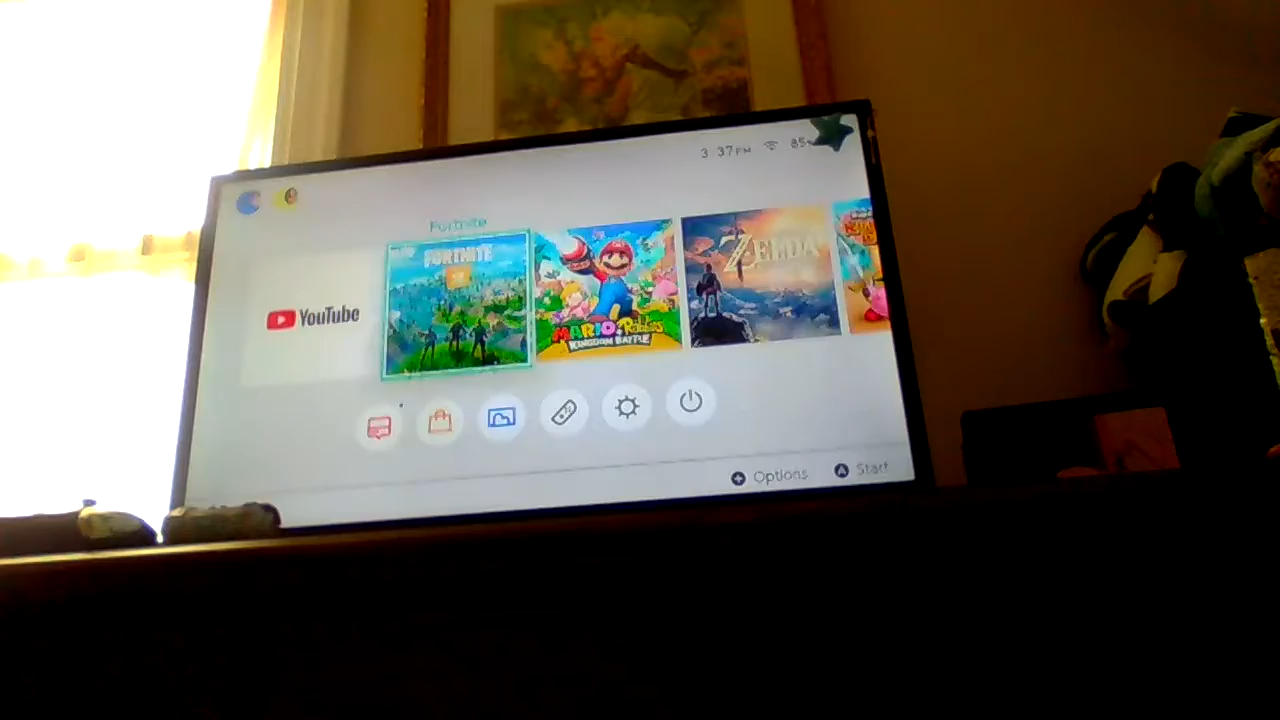 3 37 PM
85%
Fortnite
YouTube
FORTNITE
MARIO + Rabbids
KINGDOM BATTLE
ZELDA
Options
Start